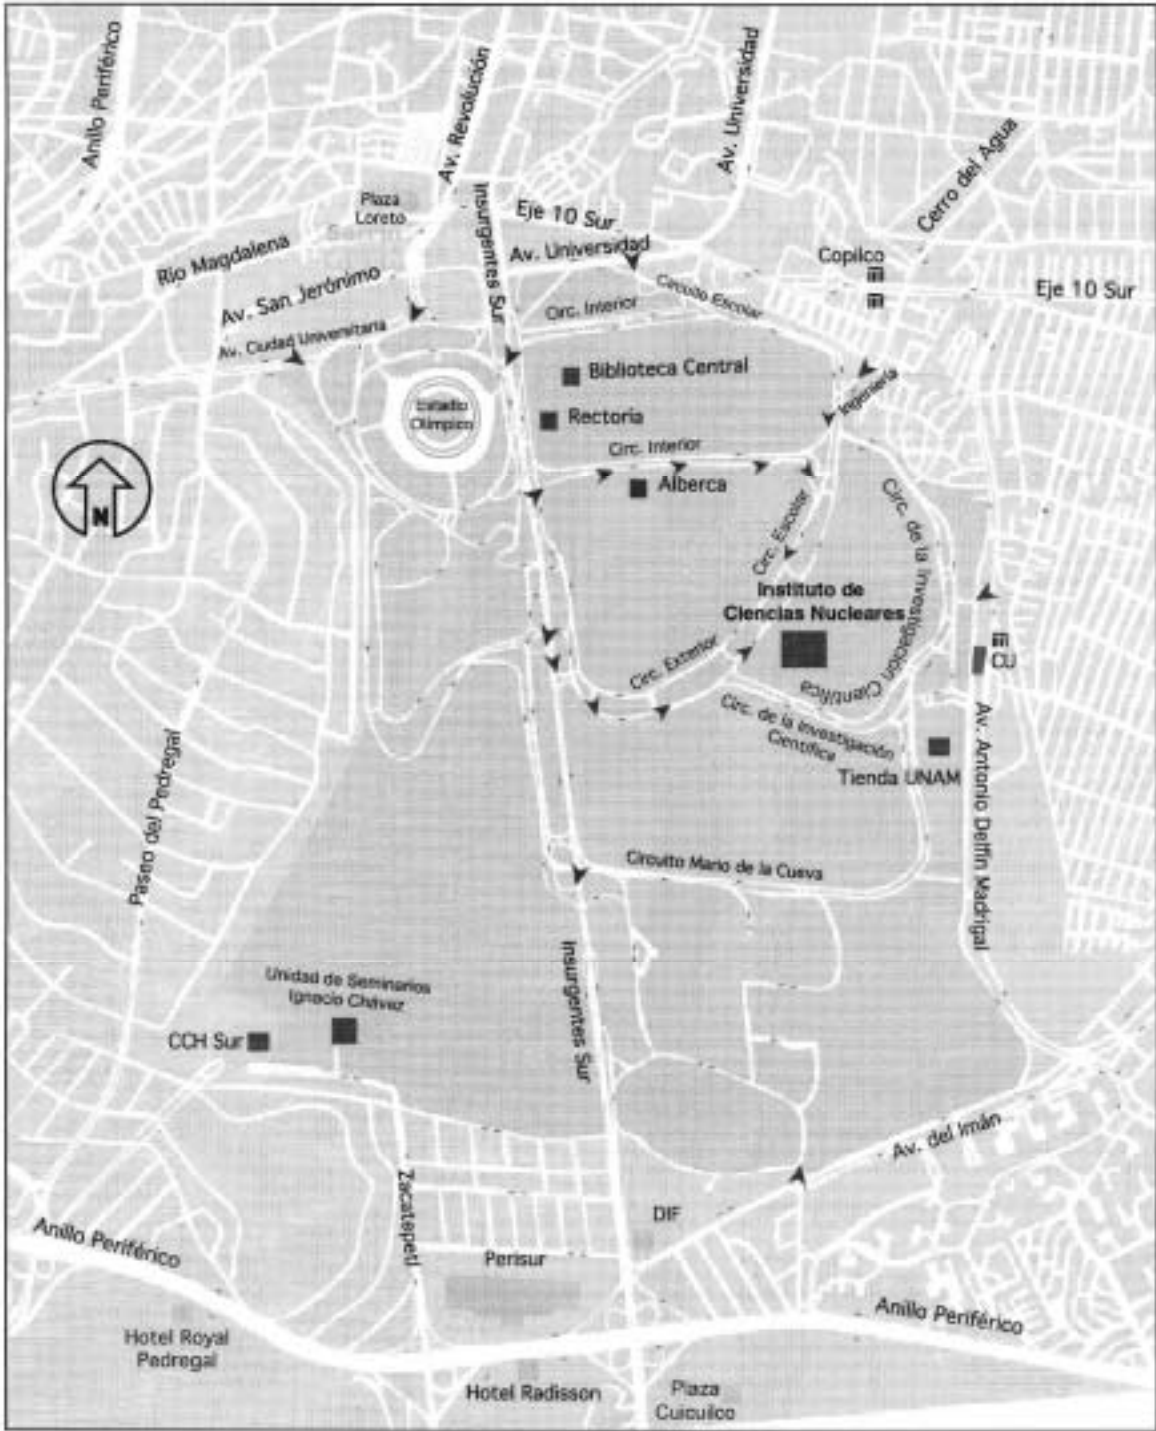 Anillo Periférico
Av. Revolución
Av. Universidad
Cerro del Agua
Plaza
Loreto
Insurgentes Sur
Eje 10 Sur
Av. Universidad
Copilco
Río Magdalena
Av. San Jerónimo
Circuito Escolar
Eje 10 Sur
Circ. Interior
Av. Ciudad Universitaria
Biblioteca Central
Ingeniería
Estadio
Olímpico
Rectoría
Circ. Interior
Alberca
N
Circ. Escolar
Circ. de la Investigación Científica
Instituto de
Ciencias Nucleares
Circ. Exterior
CU
Circ. de la Investigación
Científica
Tienda UNAM
Paseo del Pedregal
Av. Antonio Delfín Madrigal
Circuito Mario de la Cueva
Insurgentes Sur
Unidad de Seminarios
Ignacio Chávez
CCH Sur
Av. del Imán
Zacatepetl
DIF
Anillo Periférico
Perisur
Anillo Periférico
Hotel Royal
Pedregal
Hotel Radisson
Plaza
Cuicuilco